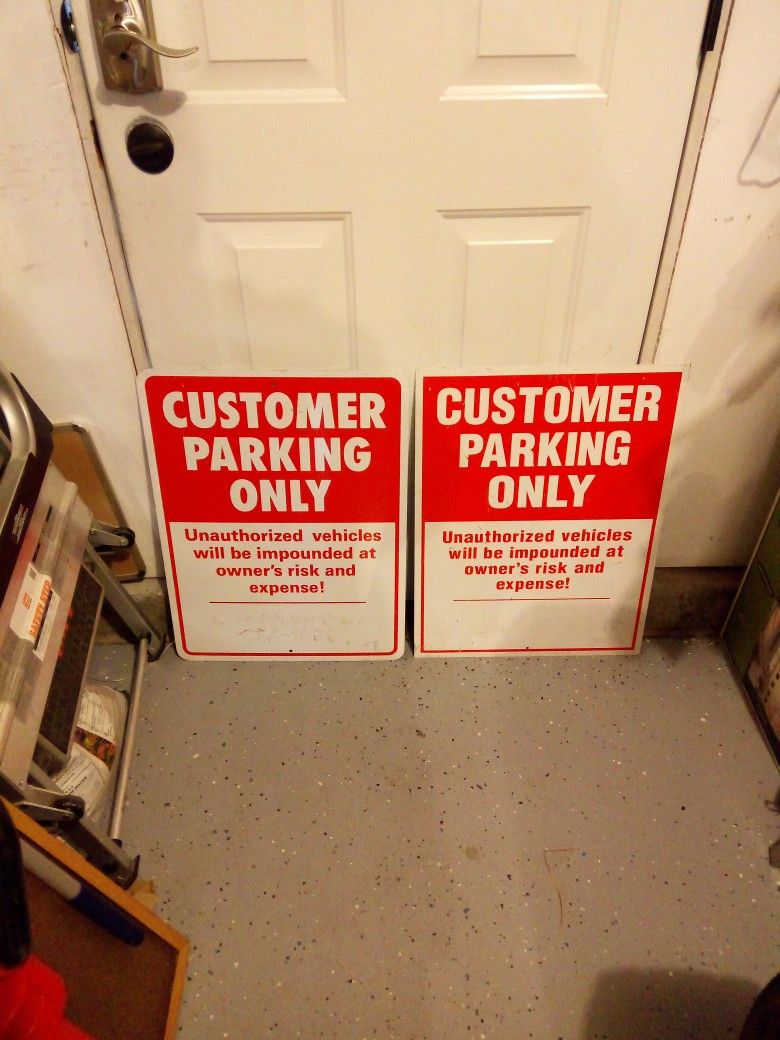 CUSTOMER
PARKING
ONLY
Unauthorized vehicles
will be impounded at
owner's risk and
expense!
CUSTOMER
PARKING
ONLY
Unauthorized vehicles
will be impounded at
owner's risk and
expense!